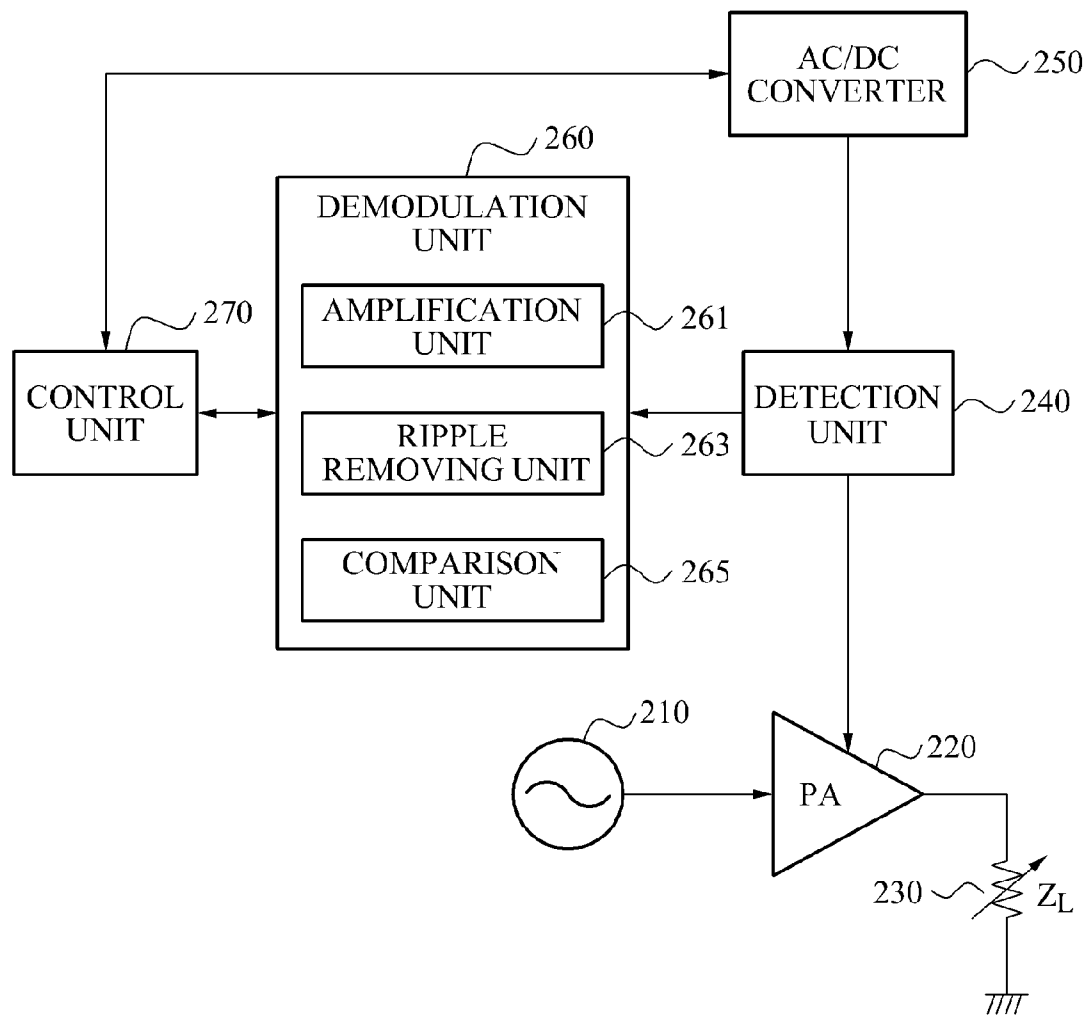 AC/DC
CONVERTER
250
260
DEMODULATION
UNIT
AMPLIFICATION
UNIT
261
270
CONTROL
UNIT
DETECTION
UNIT
240
RIPPLE
REMOVING UNIT
263
COMPARISON
UNIT
265
210
220
PA
230
ZL